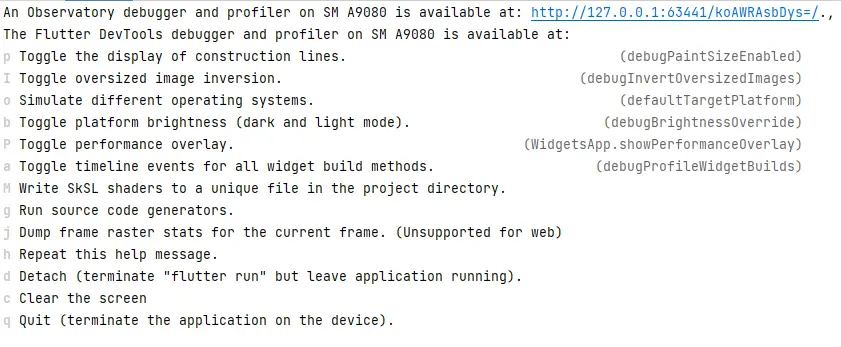 An Observatory debugger and profiler on SM A9080 is available at: http://127.0.0.1:63441/koAWRAsbDys=/.,
The Flutter DevTools debugger and profiler on SM A9080 is available at:
p Toggle the display of construction lines. (debugPaintSizeEnabled)
I Toggle oversized image inversion. (debugInvertOversizedImages)
o Simulate different operating systems. (defaultTargetPlatform)
b Toggle platform brightness (dark and light mode). (debugBrightnessOverride)
P Toggle performance overlay. (WidgetsApp.showPerformanceOverlay)
a Toggle timeline events for all widget build methods. (debugProfileWidgetBuilds)
M Write SkSL shaders to a unique file in the project directory.
g Run source code generators.
j Dump frame raster stats for the current frame. (Unsupported for web)
h Repeat this help message.
d Detach (terminate "flutter run" but leave application running).
c Clear the screen
q Quit (terminate the application on the device).